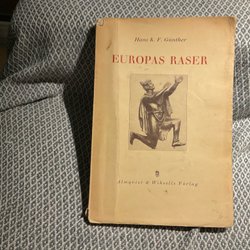 Hans K. F. Günther
EUROPAS RASER
Almqvist & Wiksells Förlag